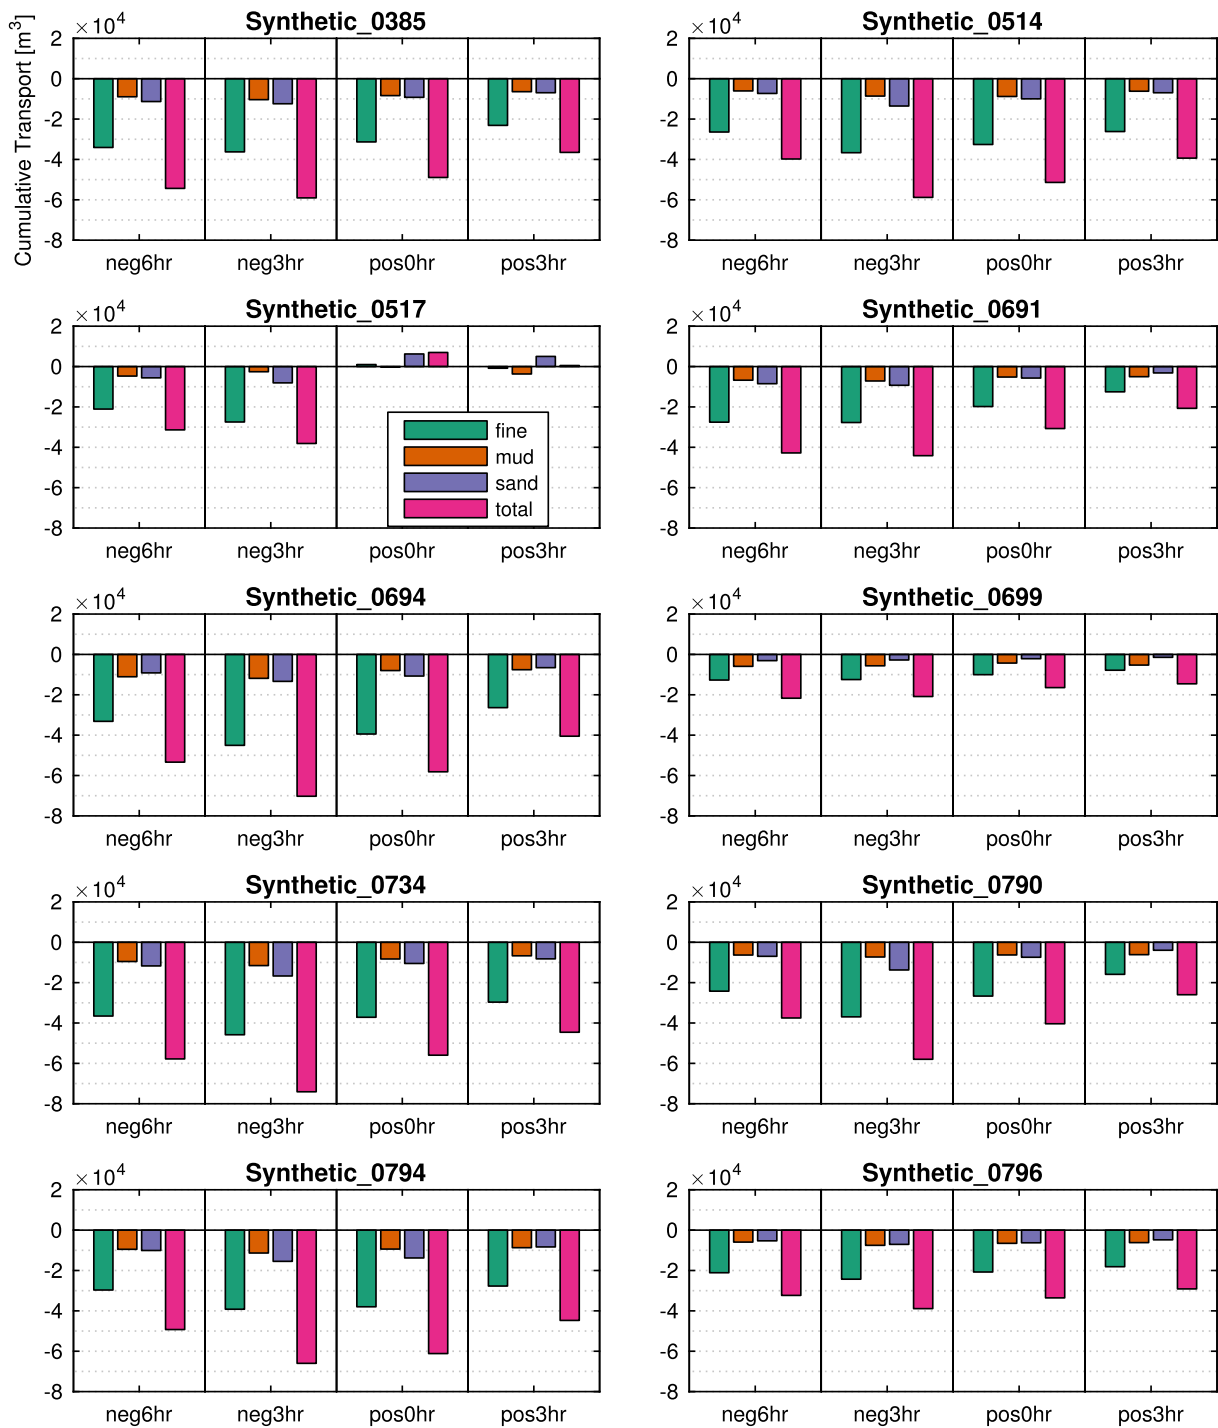 Synthetic_0385
×10⁴
Cumulative Transport [m³]
2
0
-2
-4
-6
-8
neg6hr neg3hr pos0hr pos3hr
Synthetic_0514
×10⁴
2
0
-2
-4
-6
-8
neg6hr neg3hr pos0hr pos3hr
Synthetic_0517
×10⁴
2
0
-2
-4
-6
-8
fine
mud
sand
total
neg6hr neg3hr pos0hr pos3hr
Synthetic_0691
×10⁴
2
0
-2
-4
-6
-8
neg6hr neg3hr pos0hr pos3hr
Synthetic_0694
×10⁴
2
0
-2
-4
-6
-8
neg6hr neg3hr pos0hr pos3hr
Synthetic_0699
×10⁴
2
0
-2
-4
-6
-8
neg6hr neg3hr pos0hr pos3hr
Synthetic_0734
×10⁴
2
0
-2
-4
-6
-8
neg6hr neg3hr pos0hr pos3hr
Synthetic_0790
×10⁴
2
0
-2
-4
-6
-8
neg6hr neg3hr pos0hr pos3hr
Synthetic_0794
×10⁴
2
0
-2
-4
-6
-8
neg6hr neg3hr pos0hr pos3hr
Synthetic_0796
×10⁴
2
0
-2
-4
-6
-8
neg6hr neg3hr pos0hr pos3hr